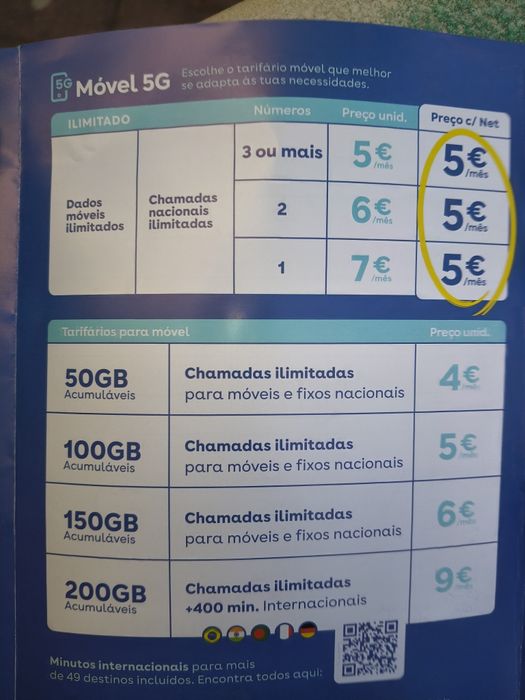 5G Móvel 5G
Escolhe o tarifário móvel que melhor
se adapta às tuas necessidades.
ILIMITADO Números Preço unid. Preço c/ Net
Dados
móveis
ilimitados
Chamadas
nacionais
ilimitadas
3 ou mais 5€/mês 5€/mês
2 6€/mês 5€/mês
1 7€/mês 5€/mês
Tarifários para móvel Preço unid.
50GB
Acumuláveis
Chamadas ilimitadas
para móveis e fixos nacionais
4€/mês
100GB
Acumuláveis
Chamadas ilimitadas
para móveis e fixos nacionais
5€/mês
150GB
Acumuláveis
Chamadas ilimitadas
para móveis e fixos nacionais
6€/mês
200GB
Acumuláveis
Chamadas ilimitadas
+400 min. Internacionais
9€/mês
Minutos internacionais para mais
de 49 destinos incluídos. Encontra todos aqui: